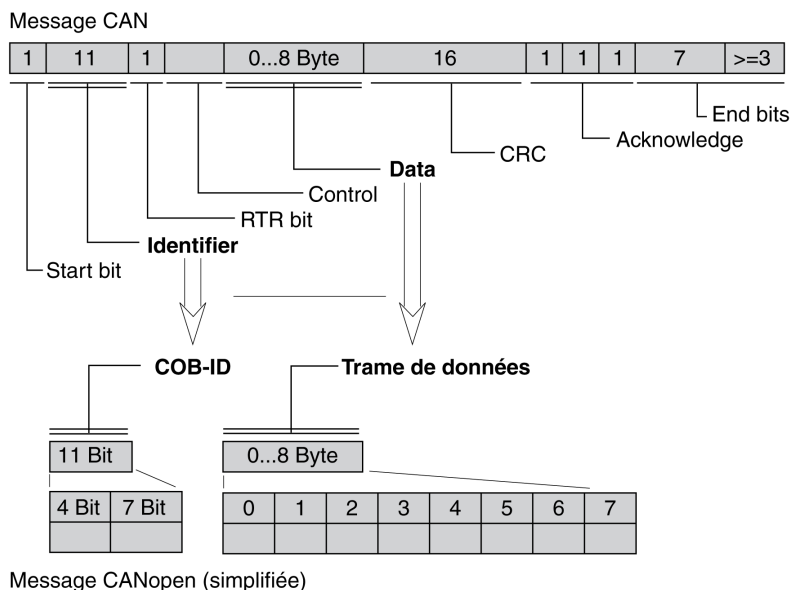 Message CAN
1 11 1 0...8 Byte 16 1 1 1 7 >=3
End bits
Acknowledge
CRC
Data
Control
RTR bit
Identifier
Start bit
COB-ID Trame de données
11 Bit 0...8 Byte
4 Bit 7 Bit 0 1 2 3 4 5 6 7
Message CANopen (simplifiée)